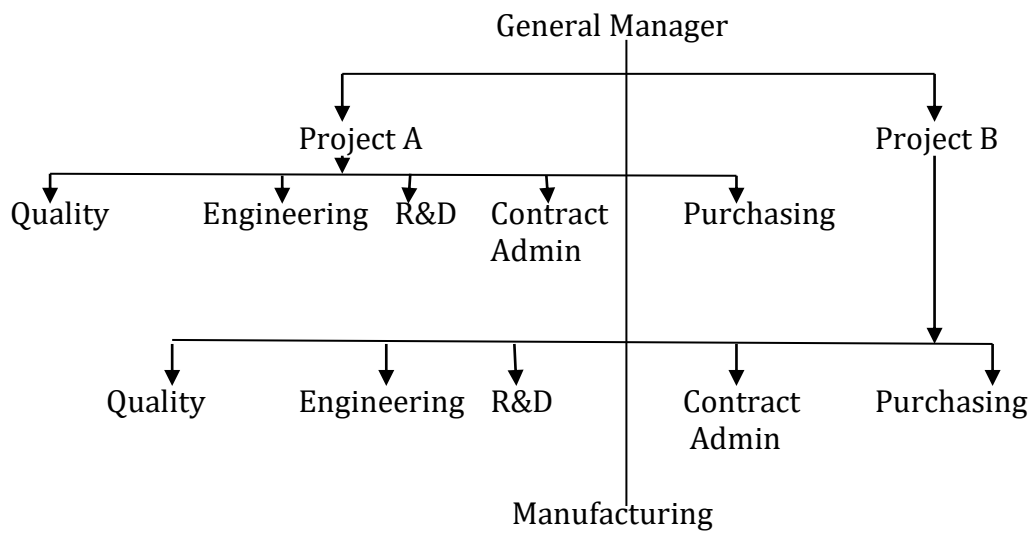 General Manager
Project A Project B
Quality Engineering R&D Contract Purchasing
Admin
Quality Engineering R&D Contract Purchasing
Admin
Manufacturing